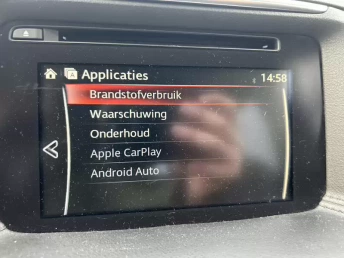 Applicaties
14:58
Brandstofverbruik
Waarschuwing
Onderhoud
Apple CarPlay
Android Auto